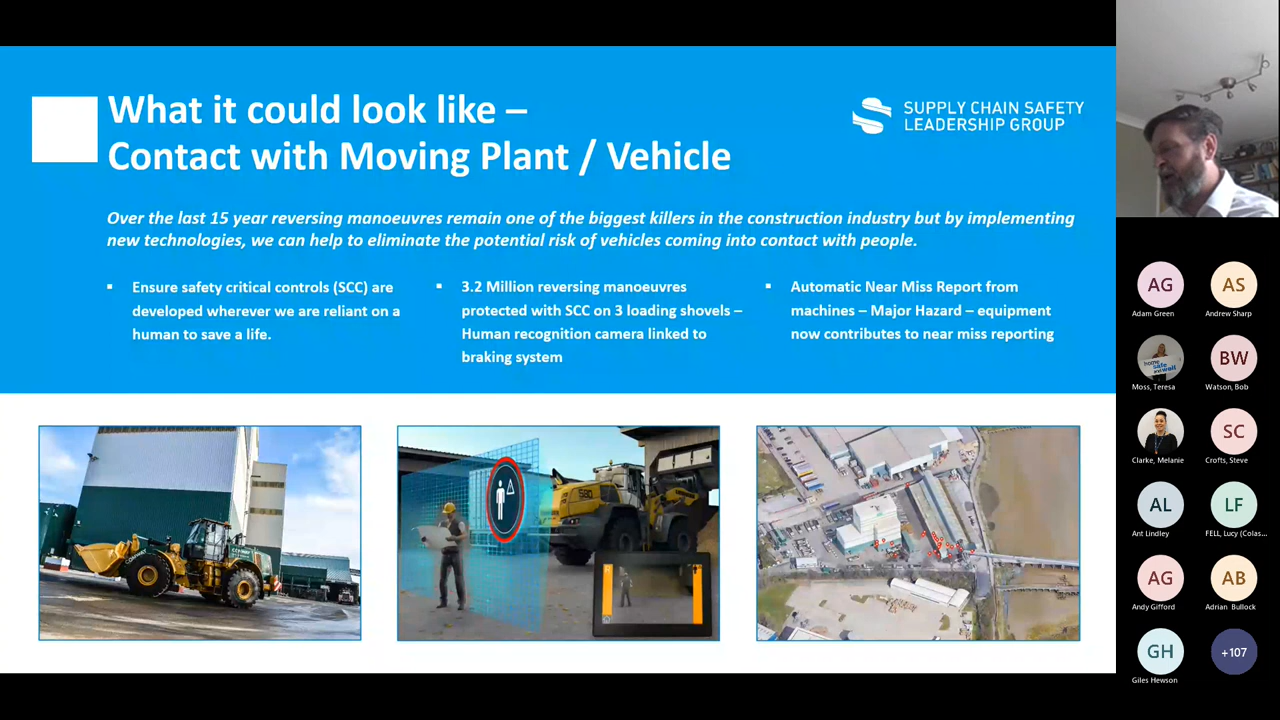 What it could look like –
Contact with Moving Plant / Vehicle
SUPPLY CHAIN SAFETY
LEADERSHIP GROUP
Over the last 15 year reversing manoeuvres remain one of the biggest killers in the construction industry but by implementing
new technologies, we can help to eliminate the potential risk of vehicles coming into contact with people.
▪ Ensure safety critical controls (SCC) are
developed wherever we are reliant on a
human to save a life.
▪ 3.2 Million reversing manoeuvres
protected with SCC on 3 loading shovels –
Human recognition camera linked to
braking system
▪ Automatic Near Miss Report from
machines – Major Hazard – equipment
now contributes to near miss reporting
580
AG
Adam Green
AS
Andrew Sharp
home
safe
and well
Moss, Teresa
BW
Watson, Bob
Clarke, Melanie
SC
Crofts, Steve
AL
Ant Lindley
LF
FELL, Lucy (Colas...
AG
Andy Gifford
AB
Adrian Bullock
GH
Giles Hewson
+107